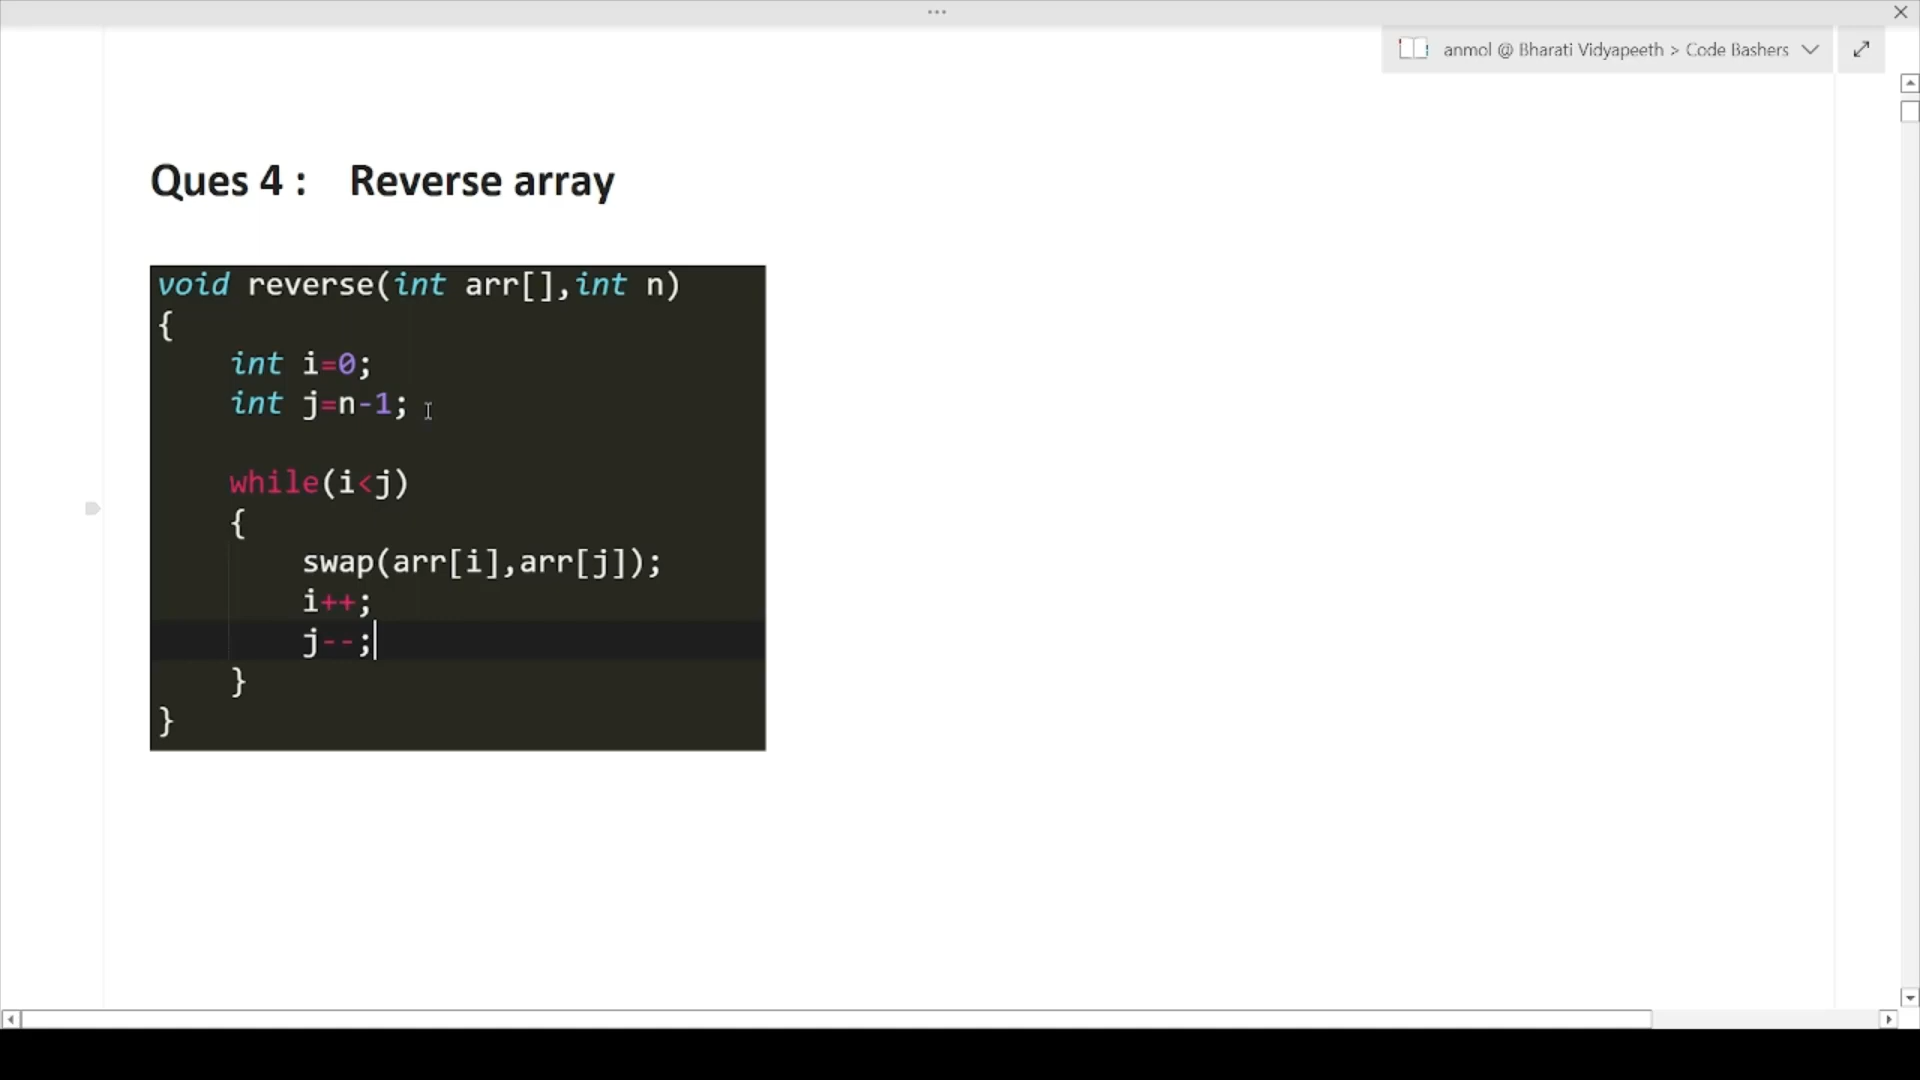 anmol @ Bharati Vidyapeeth > Code Bashers
Ques 4 :    Reverse array
void reverse(int arr[],int n)
{
    int i=0;
    int j=n-1;
    while(i<j)
    {
        swap(arr[i],arr[j]);
        i++;
        j--;
    }
}